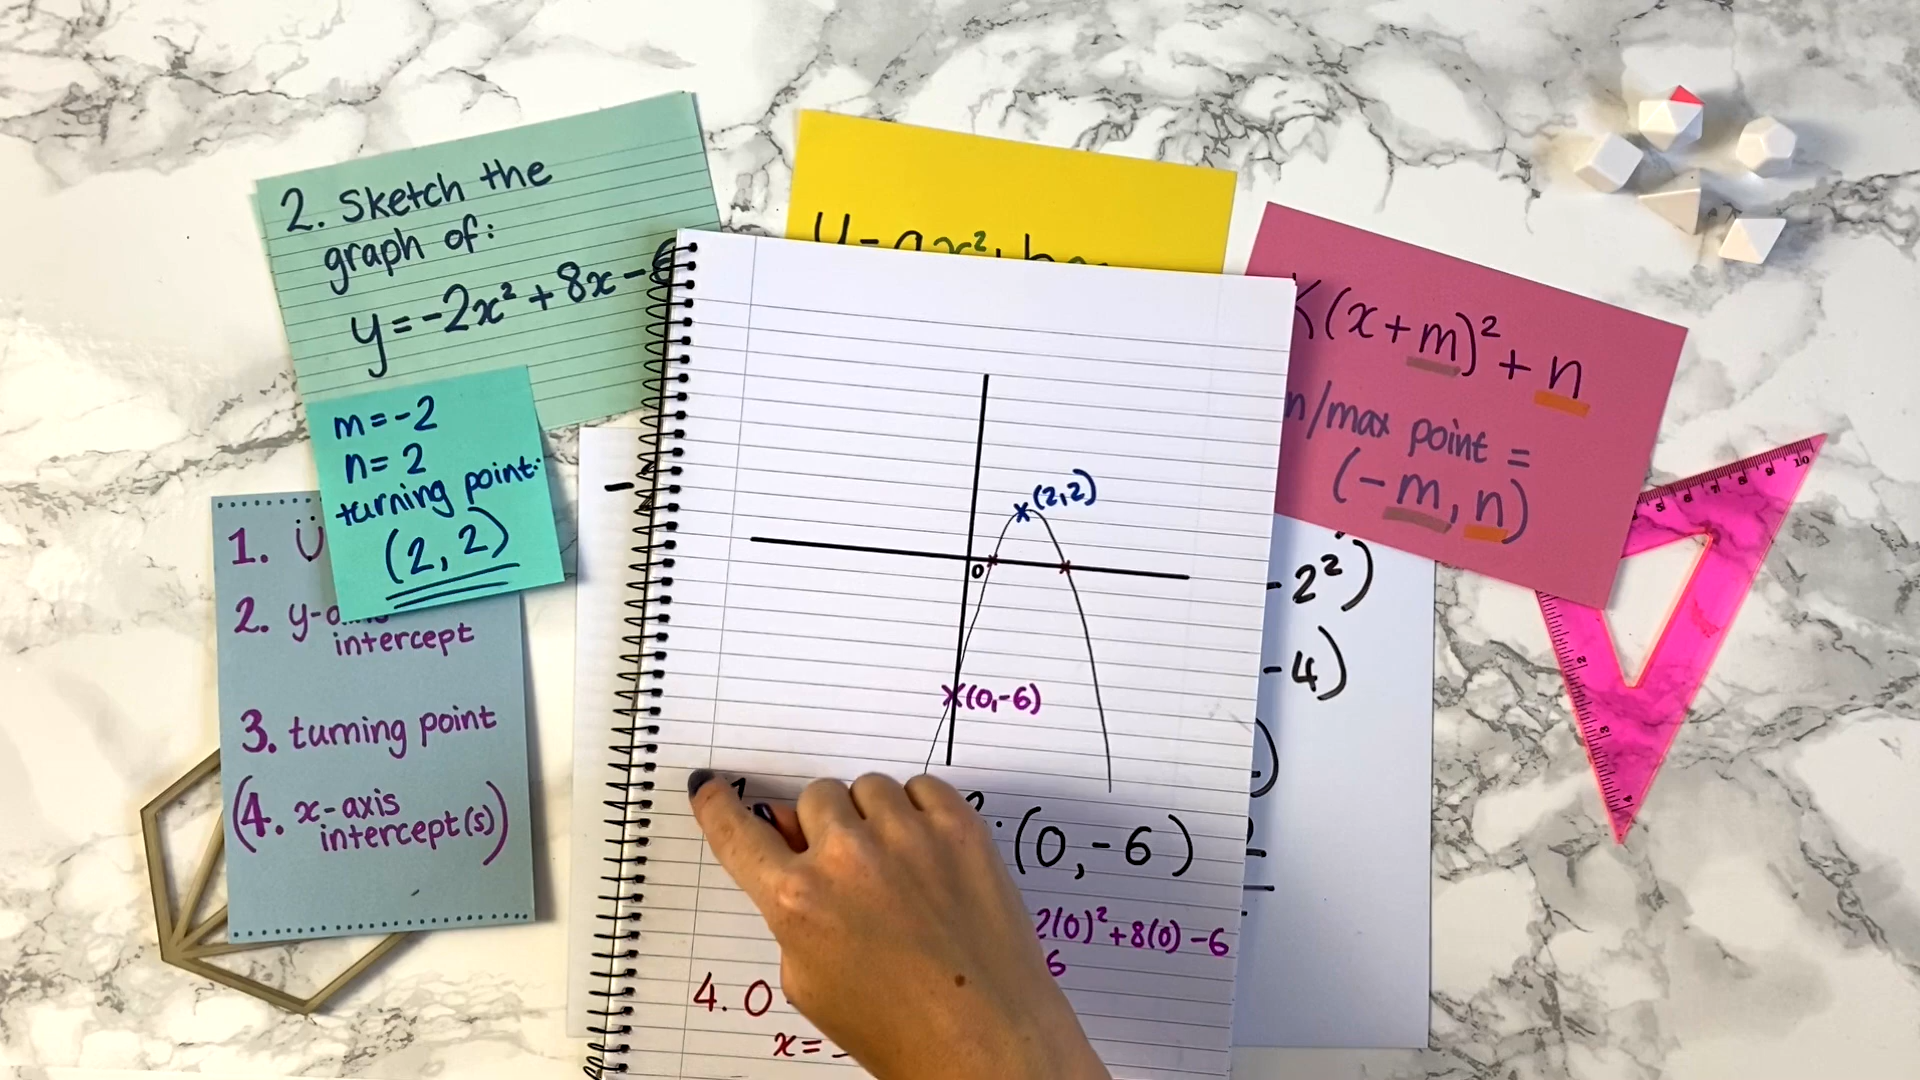 2. Sketch the
graph of:
y=-2x²+8x-6
m=-2
n=2
turning point:
(2,2)
1. Ü
2.
intercept
3. turning point
(4. x-axis
intercept(s))
K(x+m)²+n
point =
(-m,n)
-2²)
-4)
(2,2)
0
(0,-6)
(0,-6)
2(0)²+8(0)-6
6
4. 0
x=-